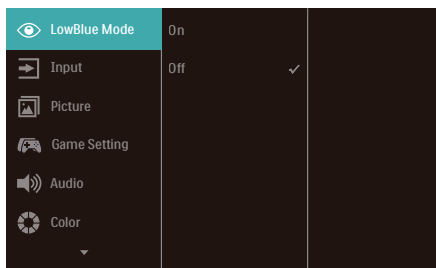 LowBlue Mode
On
Input
Off
Picture
Game Setting
Audio
Color